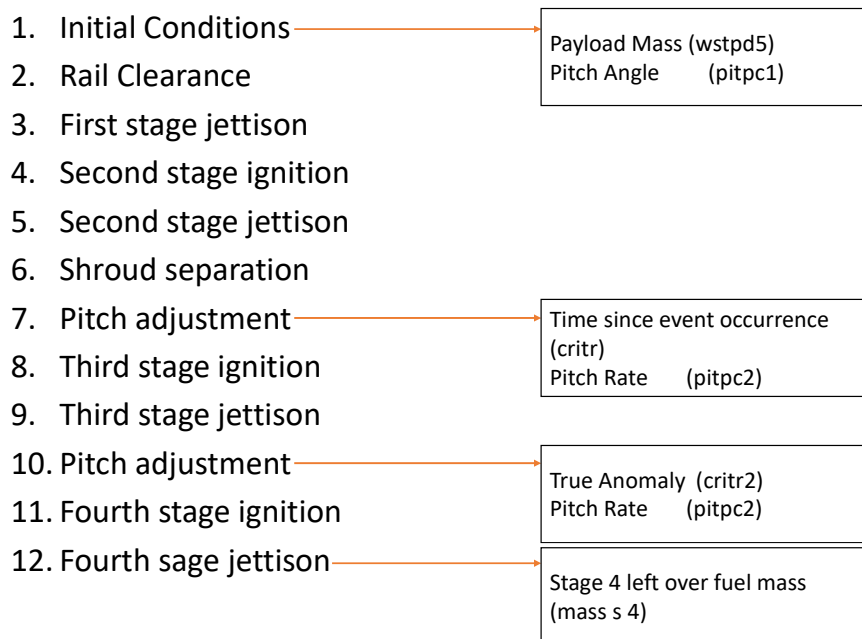 1. Initial Conditions
Payload Mass (wstpd5)
Pitch Angle (pitpc1)
2. Rail Clearance
3. First stage jettison
4. Second stage ignition
5. Second stage jettison
6. Shroud separation
7. Pitch adjustment
Time since event occurrence
(critr)
Pitch Rate (pitpc2)
8. Third stage ignition
9. Third stage jettison
10. Pitch adjustment
True Anomaly (critr2)
Pitch Rate (pitpc2)
11. Fourth stage ignition
12. Fourth sage jettison
Stage 4 left over fuel mass
(mass s 4)